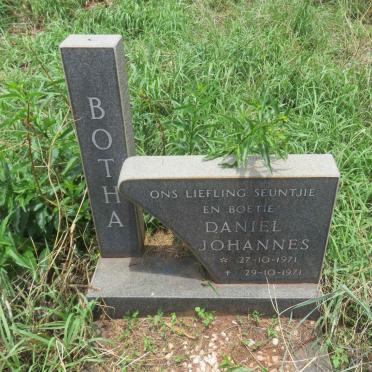 BOTHA
ONS LIEFLING SEUNTJIE
EN BOETIE
DANIEL
JOHANNES
* 27-10-1971
† 29-10-1971